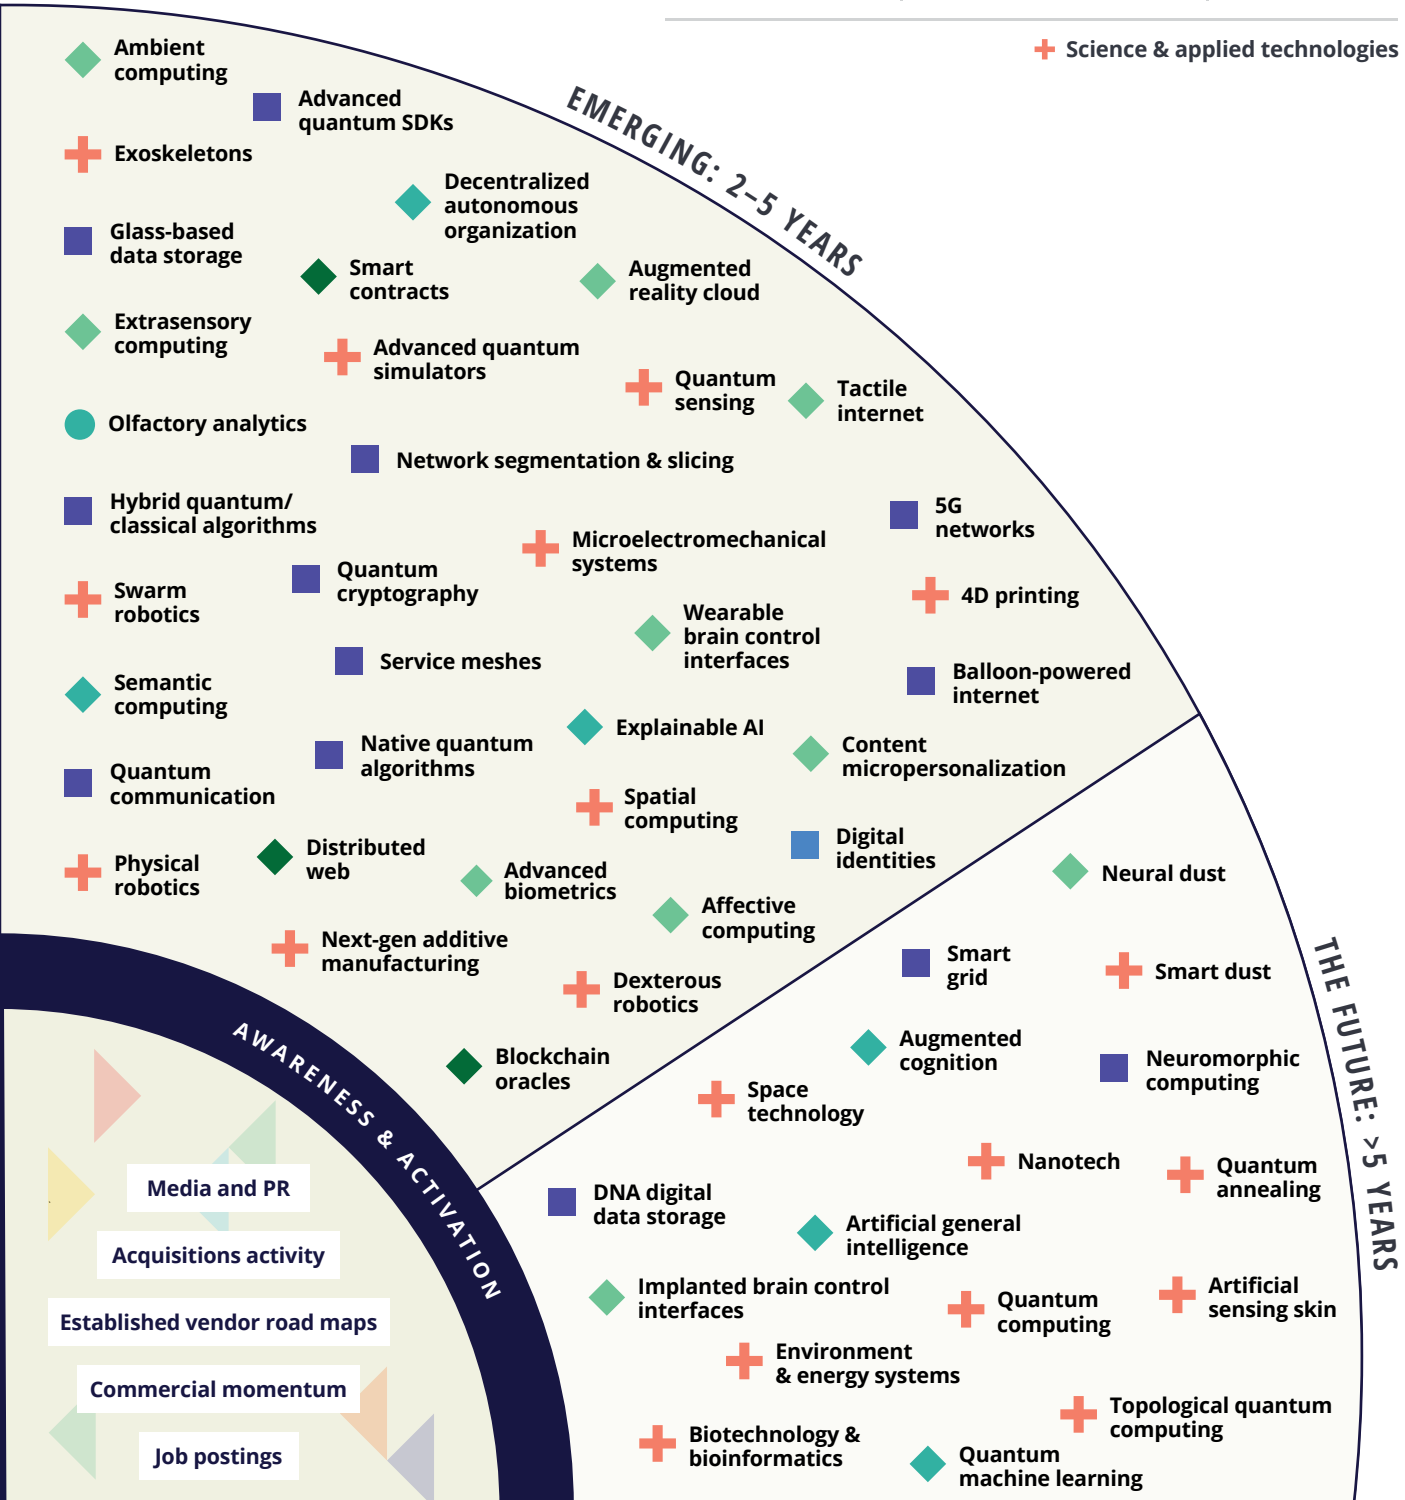 Science & applied technologies
EMERGING: 2–5 YEARS
Ambient
computing
Advanced
quantum SDKs
Exoskeletons
Decentralized
autonomous
organization
Glass-based
data storage
Smart
contracts
Augmented
reality cloud
Extrasensory
computing
Advanced quantum
simulators
Quantum
sensing
Tactile
internet
Olfactory analytics
Network segmentation & slicing
Hybrid quantum/
classical algorithms
5G
networks
Microelectromechanical
systems
Quantum
cryptography
Swarm
robotics
4D printing
Wearable
brain control
interfaces
Service meshes
Balloon-powered
internet
Semantic
computing
Explainable AI
Native quantum
algorithms
Content
micropersonalization
Quantum
communication
Spatial
computing
Digital
identities
Distributed
web
Physical
robotics
Advanced
biometrics
Affective
computing
Next-gen additive
manufacturing
Dexterous
robotics
Blockchain
oracles
THE FUTURE: >5 YEARS
Neural dust
Smart
grid
Smart dust
Augmented
cognition
Neuromorphic
computing
Space
technology
Nanotech
Quantum
annealing
DNA digital
data storage
Artificial general
intelligence
Implanted brain control
interfaces
Quantum
computing
Artificial
sensing skin
Environment
& energy systems
Topological quantum
computing
Biotechnology &
bioinformatics
Quantum
machine learning
AWARENESS & ACTIVATION
Media and PR
Acquisitions activity
Established vendor road maps
Commercial momentum
Job postings